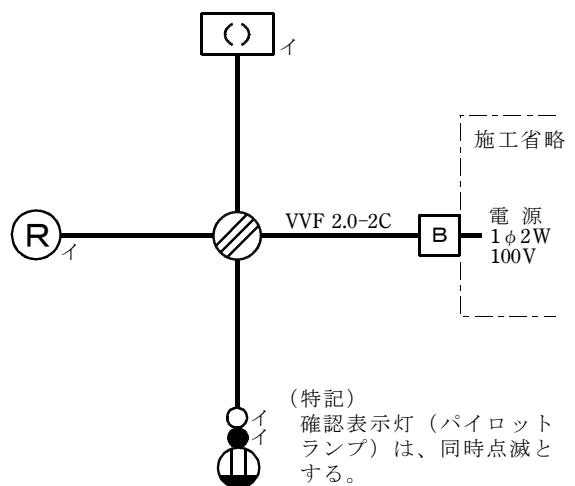 ( )
イ
施工省略
R
イ
VVF 2.0-2C
B
電 源
1φ2W
100V
イ
イ
(特記)
確認表示灯(パイロット
ランプ)は、同時点滅と
する。